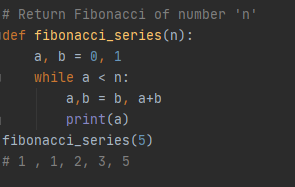 # Return Fibonacci of number 'n'
def fibonacci_series(n):
    a, b = 0, 1
    while a < n:
        a,b = b, a+b
        print(a)
fibonacci_series(5)
# 1 , 1, 2, 3, 5